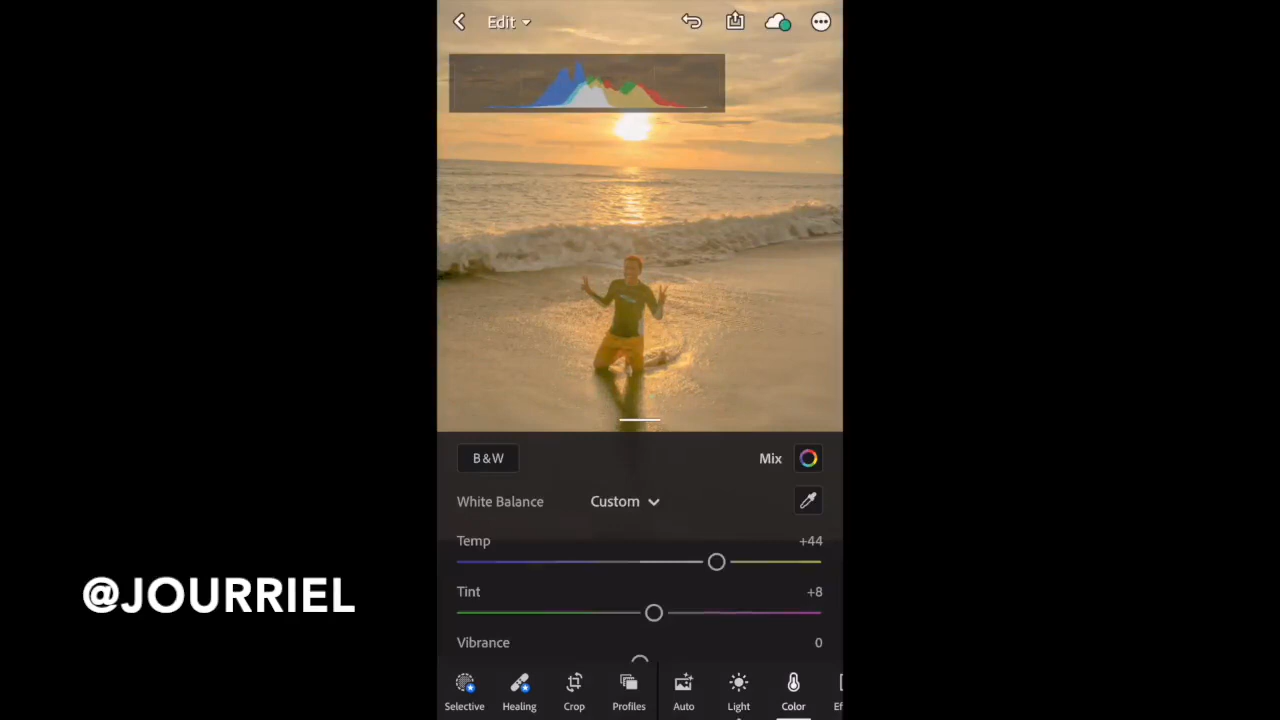 Edit
B&W
Mix
White Balance
Custom
Temp
+44
Tint
+8
Vibrance
0
@JOURRIEL
Selective
Healing
Crop
Profiles
Auto
Light
Color